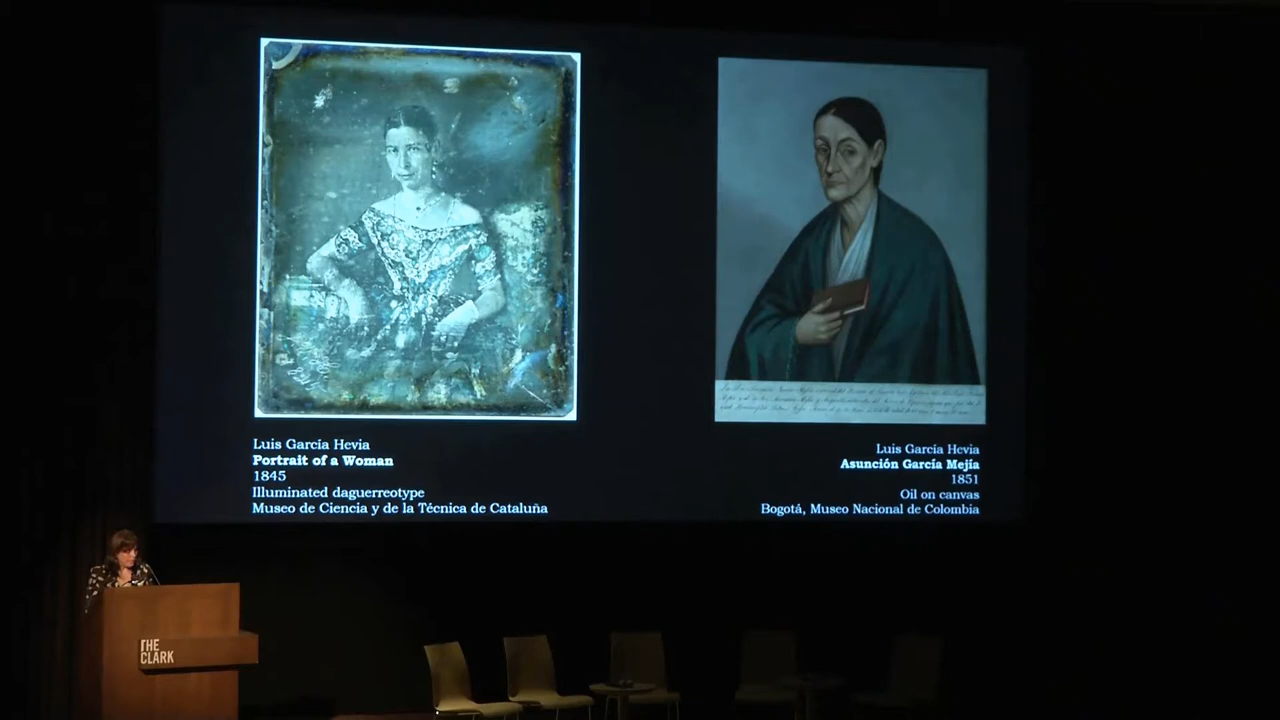 Luis García Hevia
Portrait of a Woman
1845
Illuminated daguerreotype
Museo de Ciencia y de la Técnica de Cataluña
Luis García Hevia
Asunción García Mejía
1851
Oil on canvas
Bogotá, Museo Nacional de Colombia
THE
CLARK